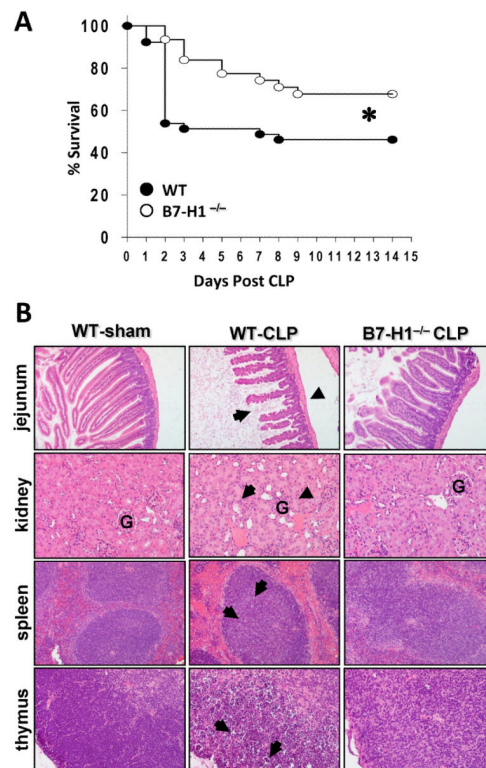 A
100
80
60
40
20
0
% Survival
*
WT
B7-H1 −/−
0 1 2 3 4 5 6 7 8 9 10 11 12 13 14 15
Days Post CLP
B
WT-sham WT-CLP B7-H1−/− CLP
jejunum
kidney
G G G
spleen
thymus